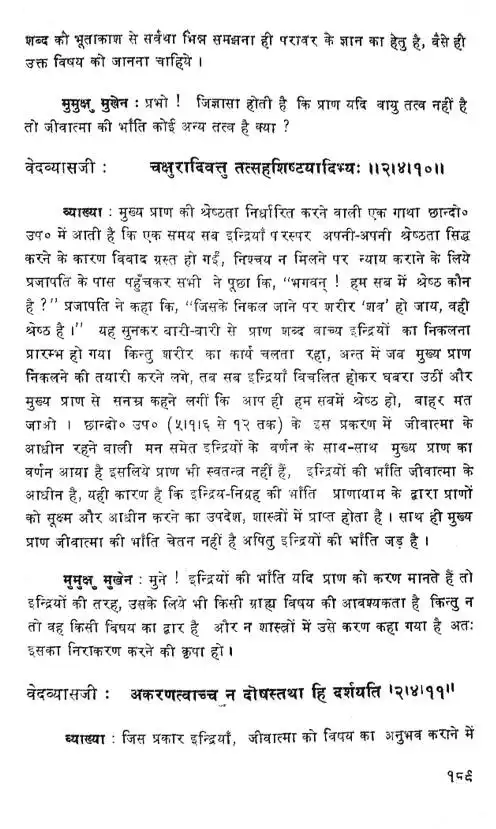 शब्द को भूताकाश से सर्वथा भिन्न समझना ही परावर के ज्ञान का हेतु है, वैसे ही
उक्त विषय को जानना चाहिये ।
मुमुक्षु मुखेन : प्रभो ! जिज्ञासा होती है कि प्राण यदि वायु तत्व नहीं है
तो जीवात्मा की भाँति कोई अन्य तत्व है क्या ?
वेदव्यासजी : चक्षुरादिवत्तु तत्सहशिष्टयादिभ्यः ॥२।४।१०॥
व्याख्या : मुख्य प्राण की श्रेष्ठता निर्धारित करने वाली एक गाथा छान्दो०
उप० में आती है कि एक समय सब इन्द्रियाँ परस्पर अपनी-अपनी श्रेष्ठता सिद्ध
करने के कारण विवाद ग्रस्त हो गईं, निश्चय न मिलने पर न्याय कराने के लिये
प्रजापति के पास पहुँचकर सभी ने पूछा कि, "भगवन् ! हम सब में श्रेष्ठ कौन
है ?" प्रजापति ने कहा कि, "जिसके निकल जाने पर शरीर 'शव' हो जाय, वही
श्रेष्ठ है ।" यह सुनकर बारी-बारी से प्राण शब्द वाच्य इन्द्रियों का निकलना
प्रारम्भ हो गया किन्तु शरीर का कार्य चलता रहा, अन्त में जब मुख्य प्राण
निकलने की तयारी करने लगे, तब सब इन्द्रियाँ विचलित होकर घबरा उठीं और
मुख्य प्राण से सनम्र कहने लगीं कि आप ही हम सबमें श्रेष्ठ हो, बाहर मत
जाओ । छान्दो० उप० (५।१।६ से १२ तक) के इस प्रकरण में जीवात्मा के
आधीन रहने वाली मन समेत इन्द्रियों के वर्णन के साथ-साथ मुख्य प्राण का
वर्णन आया है इसलिये प्राण भी स्वतन्त्र नहीं हैं, इन्द्रियों की भाँति जीवात्मा के
आधीन है, यही कारण है कि इन्द्रिय-निग्रह की भाँति प्राणायाम के द्वारा प्राणों
को सूक्ष्म और आधीन करने का उपदेश, शास्त्रों में प्राप्त होता है । साथ ही मुख्य
प्राण जीवात्मा की भाँति चेतन नहीं है अपितु इन्द्रियों की भाँति जड़ है ।
मुमुक्षु मुखेन : मुने ! इन्द्रियों की भाँति यदि प्राण को करण मानते हैं तो
इन्द्रियों की तरह, उसके लिये भी किसी ग्राह्य विषय की आवश्यकता है किन्तु न
तो वह किसी विषय का द्वार है और न शास्त्रों में उसे करण कहा गया है अतः
इसका निराकरण करने की कृपा हो ।
वेदव्यासजी : अकरणत्वाच्च न दोषस्तथा हि दर्शयति ।२।४।११॥
व्याख्या : जिस प्रकार इन्द्रियाँ, जीवात्मा को विषय का अनुभव कराने में
१८९